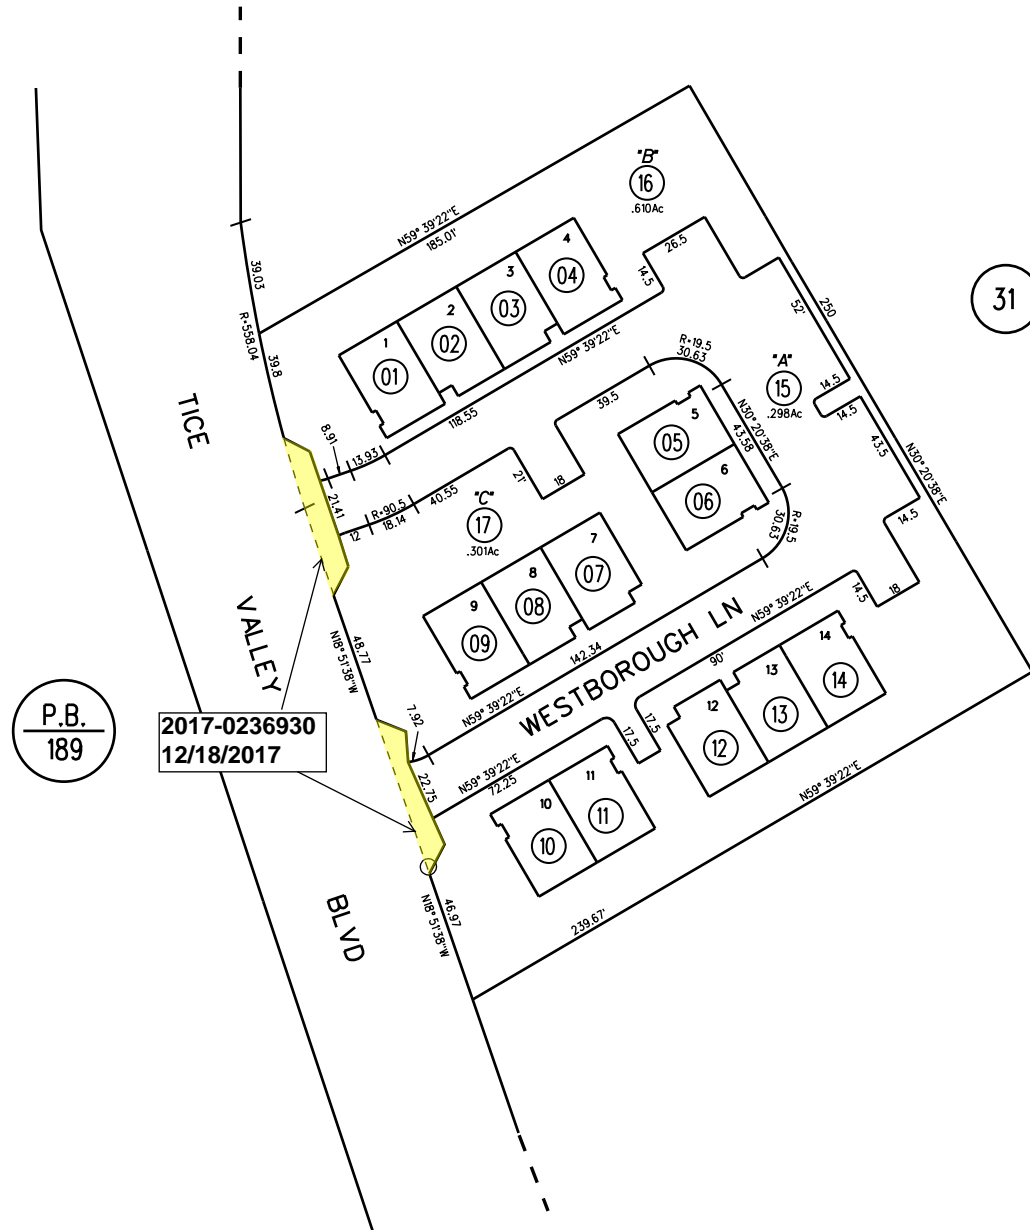 "B"
16
.610Ac
N59° 39'22"E
185.01'
39.03
R=558.04
39.8
4
04
3
03
2
02
1
01
26.5
14.5
N59° 39'22"E
118.55
31
250
52'
"A"
15
.298Ac
14.5
14.5
43.5
N30° 20'38"E
14.5
R=19.5
30.63
N30° 20'38"E
43.58
R=19.5
30.63
39.5
5
05
6
06
TICE
VALLEY
BLVD
8.91
13.93
21.41
12
R=90.5
18.14
40.55
21'
18
"C"
17
.301Ac
7
07
8
08
9
09
142.34
N59° 39'22"E
WESTBOROUGH LN
N59° 39'22"E
90'
14.5
18
48.77
N18° 51'38"W
P.B.
189
2017-0236930
12/18/2017
7.92
22.75
N59° 39'22"E
72.25
17.5
17.5
14
14
13
13
12
12
11
11
10
10
N59° 39'22"E
239.67'
46.97
N18° 51'38"W